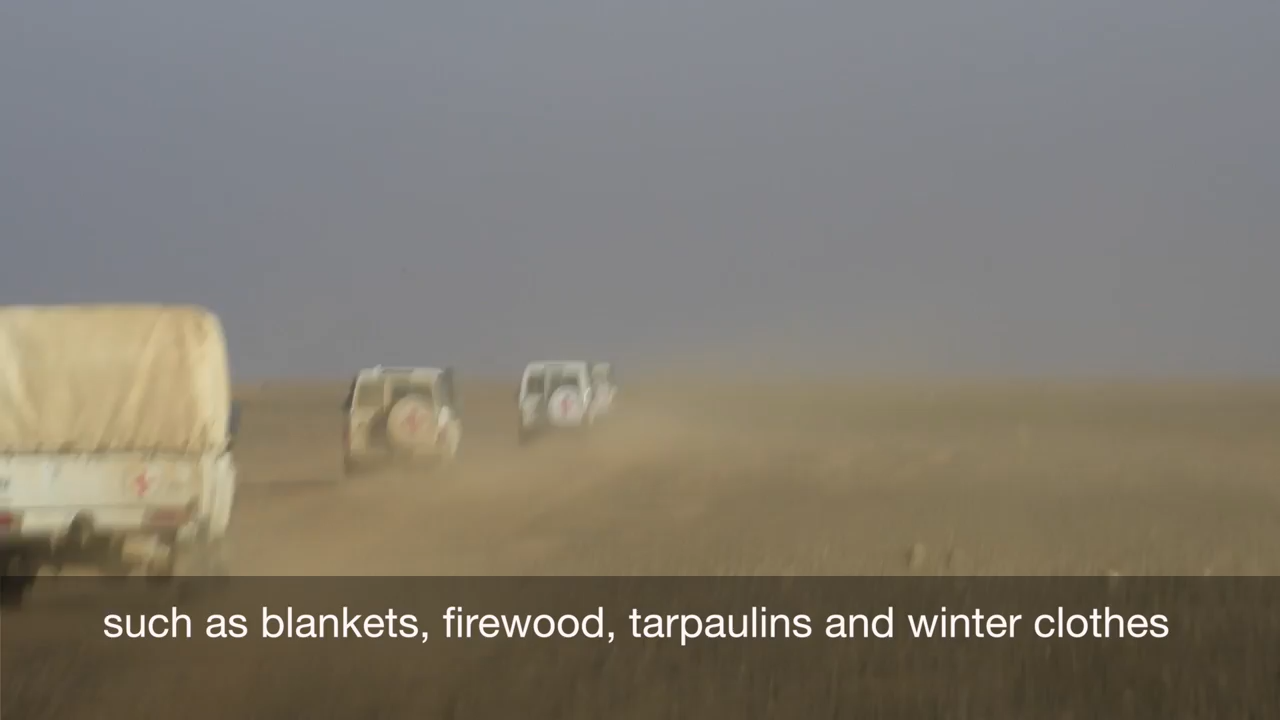 such as blankets, firewood, tarpaulins and winter clothes